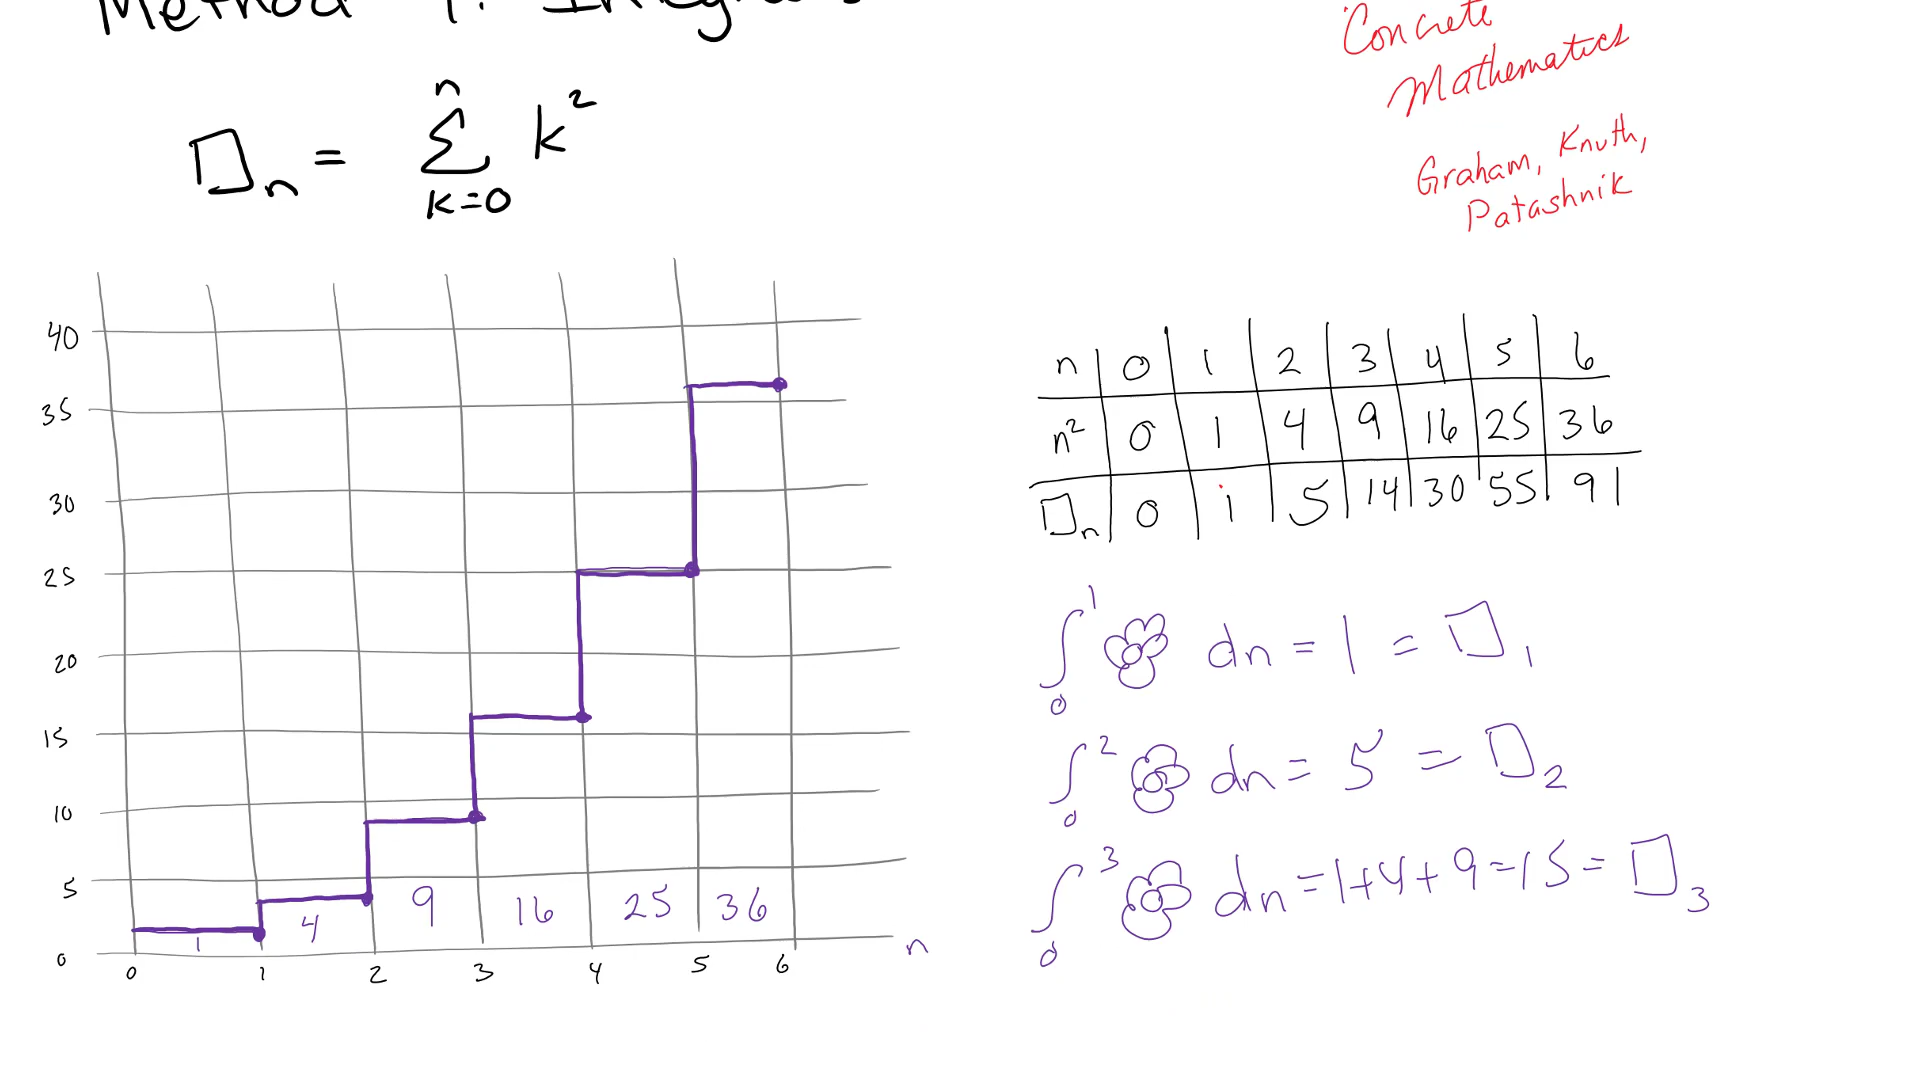 Method 4: Integrals
Concrete
Mathematics
Graham, Knuth,
Patashnik
□n = Σ k²
n
k=0
40
35
30
25
20
15
10
5
0
1 4 9 16 25 36
0 1 2 3 4 5 6 n
n 0 1 2 3 4 5 6
n² 0 1 4 9 16 25 36
□n 0 1 5 14 30 55 91
∫₀¹ dn = 1 = □₁
∫₀² dn = 5 = □₂
∫₀³ dn = 1+4+9 = 15 = □₃